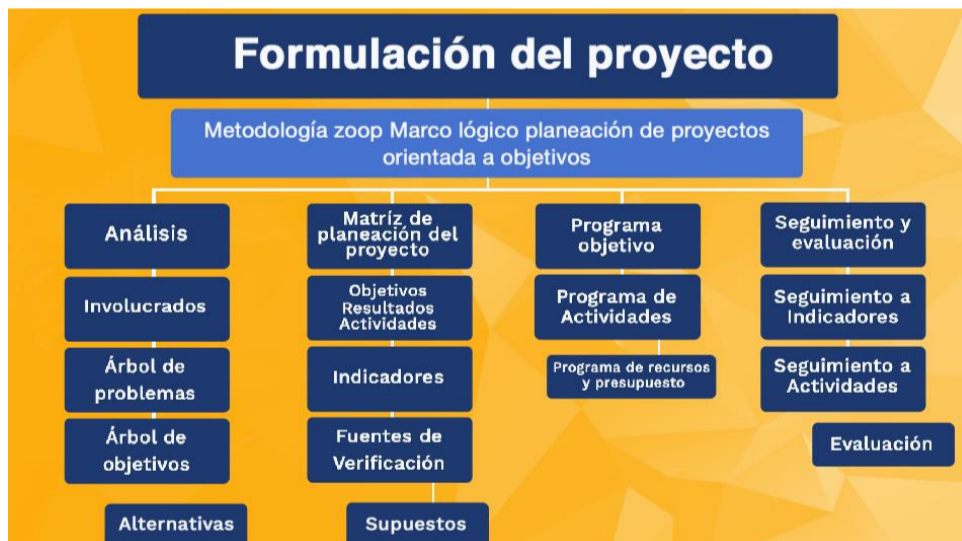 Formulación del proyecto
Metodología zoop Marco lógico planeación de proyectos
orientada a objetivos
Análisis
Involucrados
Árbol de
problemas
Árbol de
objetivos
Alternativas
Matríz de
planeación del
proyecto
Objetivos
Resultados
Actividades
Indicadores
Fuentes de
Verificación
Supuestos
Programa
objetivo
Programa de
Actividades
Programa de recursos
y presupuesto
Seguimiento y
evaluación
Seguimiento a
Indicadores
Seguimiento a
Actividades
Evaluación